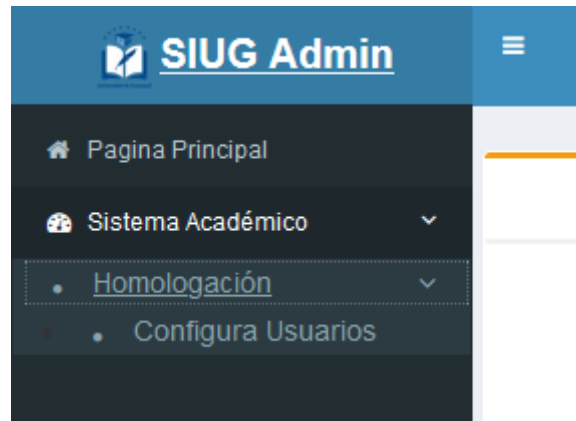 SIUG Admin
Pagina Principal
Sistema Académico
Homologación
Configura Usuarios